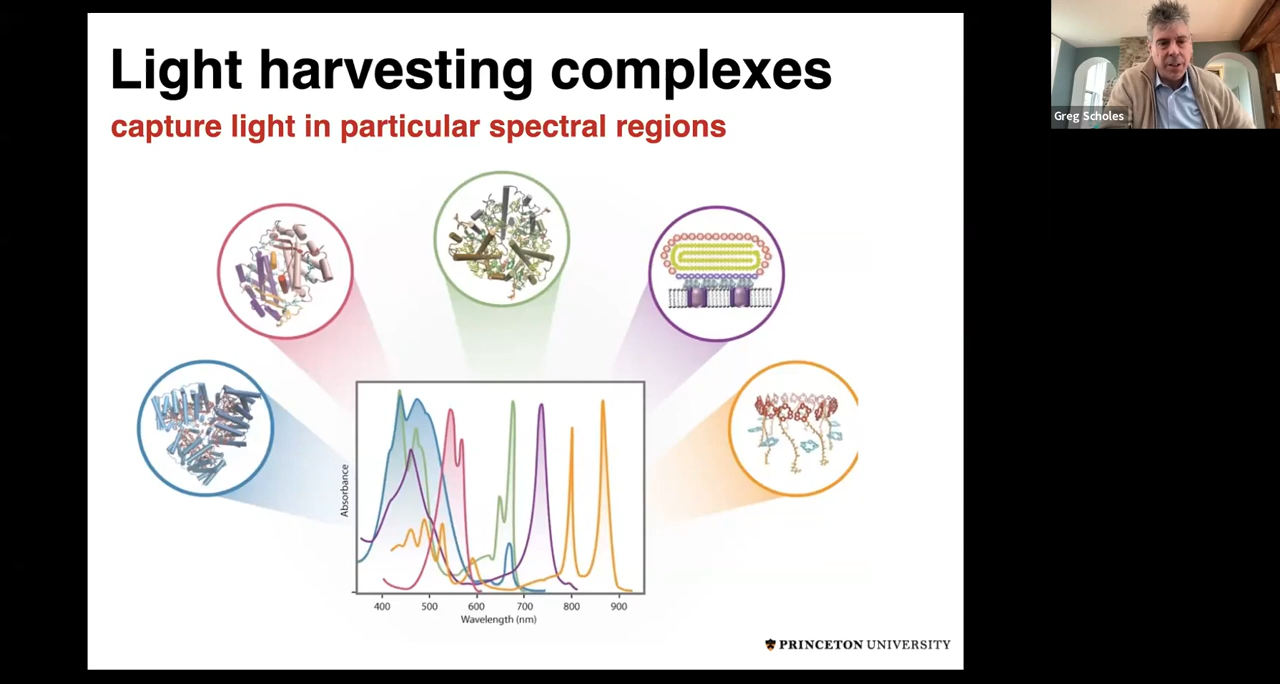 Light harvesting complexes
capture light in particular spectral regions
Greg Scholes
Absorbance
400 500 600 700 800 900
Wavelength (nm)
PRINCETON UNIVERSITY